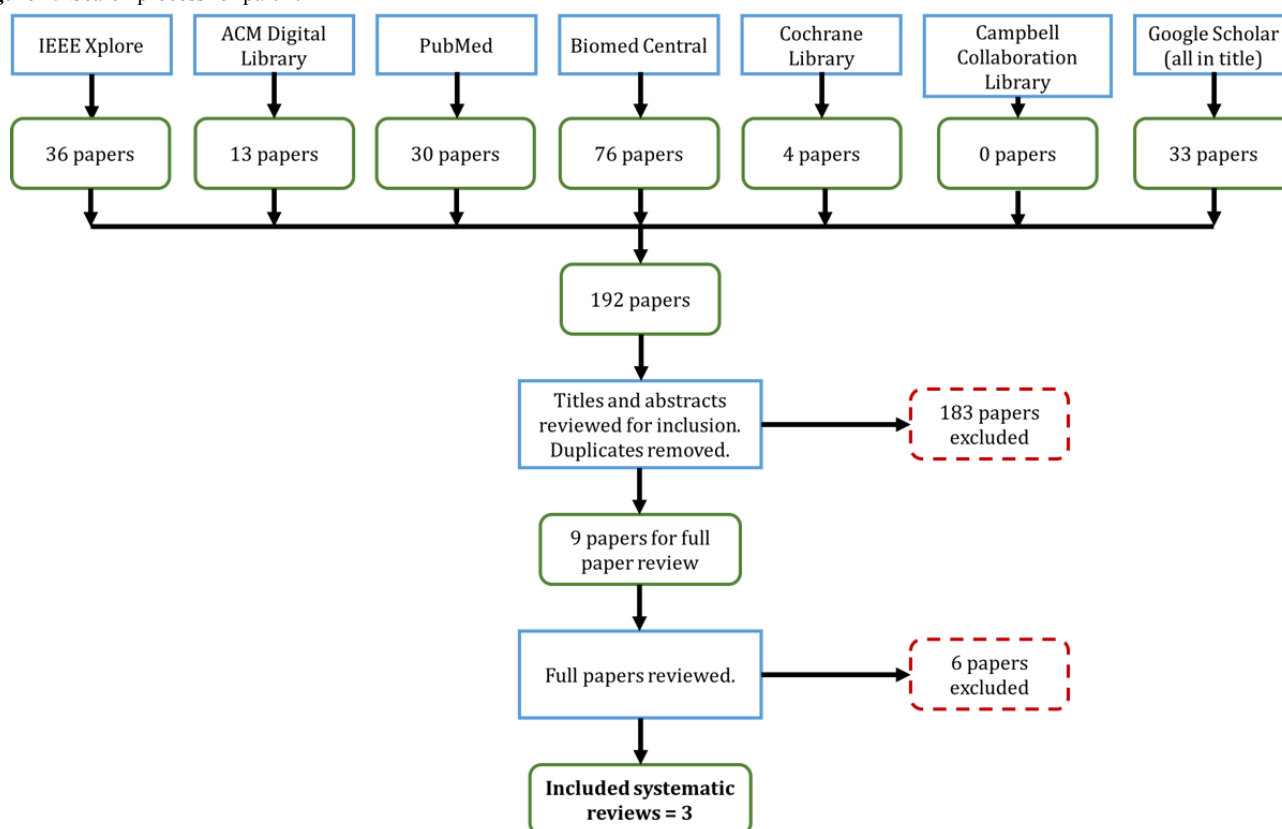 IEEE Xplore
ACM Digital
Library
PubMed
Biomed Central
Cochrane
Library
Campbell
Collaboration
Library
Google Scholar
(all in title)
36 papers
13 papers
30 papers
76 papers
4 papers
0 papers
33 papers
192 papers
Titles and abstracts
reviewed for inclusion.
Duplicates removed.
183 papers
excluded
9 papers for full
paper review
Full papers reviewed.
6 papers
excluded
Included systematic
reviews = 3